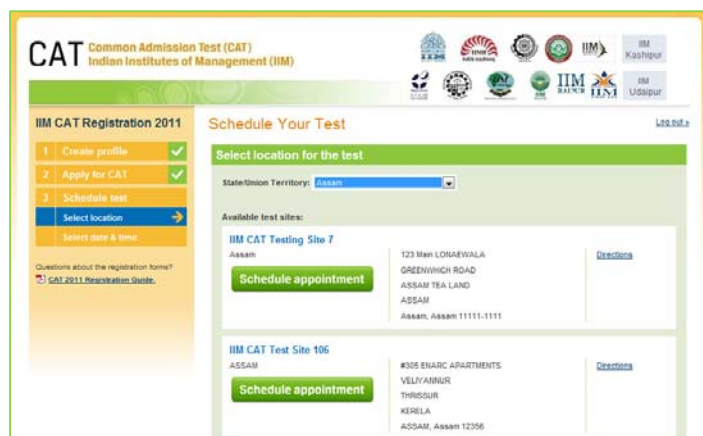 CAT Common Admission Test (CAT)
Indian Institutes of Management (IIM)
IIM
Kashipur
IIM
RAIPUR
IIM
Udaipur
IIM CAT Registration 2011
1 Create profile
2 Apply for CAT
3 Schedule test
Select location
Select date & time
Questions about the registration forms?
CAT 2011 Registration Guide.
Schedule Your Test
Log out »
Select location for the test
State/Union Territory: Assam
Available test sites:
IIM CAT Testing Site 7
Assam
Schedule appointment
123 Main LONAEWALA
GREENWHICH ROAD
ASSAM TEA LAND
ASSAM
Assam, Assam 11111-1111
Directions
IIM CAT Test Site 106
ASSAM
Schedule appointment
#305 ENARC APARTMENTS
VELIYANNUR
THRISSUR
KERELA
ASSAM, Assam 12356
Directions